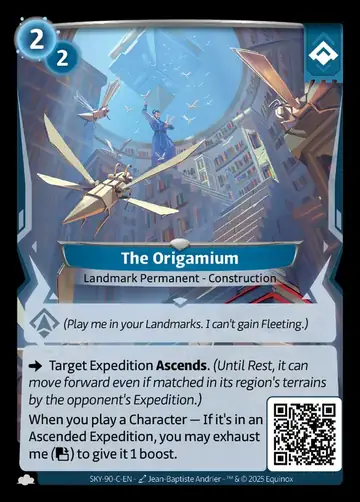 2
2
The Origamium
Landmark Permanent - Construction
(Play me in your Landmarks. I can't gain Fleeting.)
Target Expedition Ascends. (Until Rest, it can
move forward even if matched in its region's terrains
by the opponent's Expedition.)
When you play a Character — If it's in an
Ascended Expedition, you may exhaust
me () to give it 1 boost.
SKY-90-C-EN - Jean-Baptiste Andrier - ™ & © 2025 Equinox